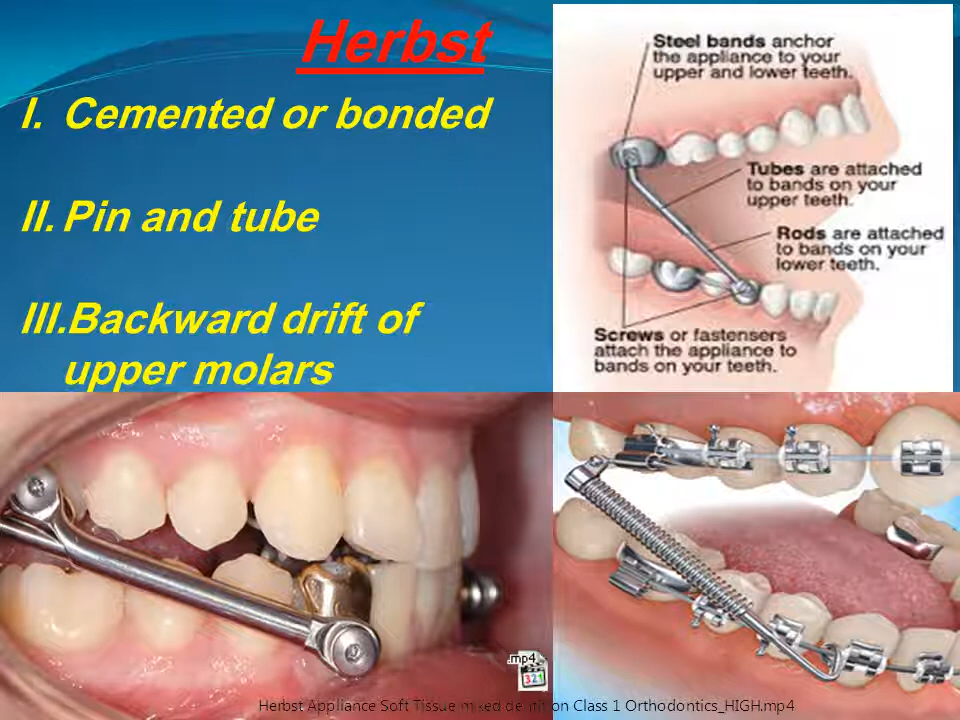 Herbst
I. Cemented or bonded
II. Pin and tube
III.Backward drift of
upper molars
Steel bands anchor
the appliance to your
upper and lower teeth.
Tubes are attached
to bands on your
upper teeth.
Rods are attached
to bands on your
lower teeth.
Screws or fastensers
attach the appliance to
bands on your teeth.
.mp4
321
Herbst Appliance Soft Tissue mixed dentition Class 1 Orthodontics_HIGH.mp4